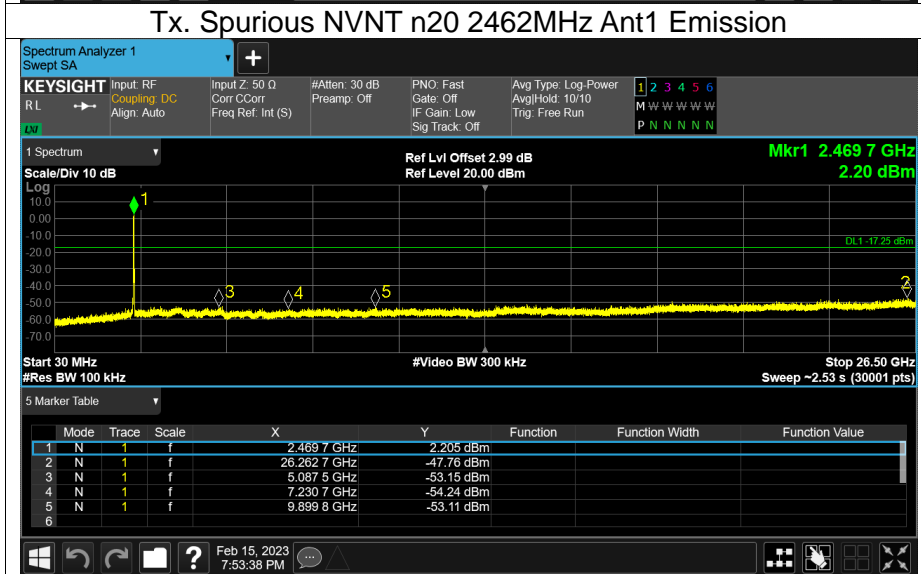 Tx. Spurious NVNT n20 2462MHz Ant1 Emission
Spectrum Analyzer 1
Swept SA
KEYSIGHT Input: RF Input Z: 50 Ω #Atten: 30 dB PNO: Fast Avg Type: Log-Power 1 2 3 4 5 6
R L Coupling: DC Corr CCorr Preamp: Off Gate: Off Avg|Hold: 10/10 M W W W W W
Align: Auto Freq Ref: Int (S) IF Gain: Low Trig: Free Run
LXI Sig Track: Off P N N N N N
1 Spectrum Ref Lvl Offset 2.99 dB Mkr1 2.469 7 GHz
Scale/Div 10 dB Ref Level 20.00 dBm 2.20 dBm
Log
10.0 1
0.00
-10.0
DL1 -17.25 dBm
-20.0
-30.0
-40.0 2
3 4 5
-50.0
-60.0
-70.0
Start 30 MHz #Video BW 300 kHz Stop 26.50 GHz
#Res BW 100 kHz Sweep ~2.53 s (30001 pts)
5 Marker Table
Mode Trace Scale X Y Function Function Width Function Value
1 N 1 f 2.469 7 GHz 2.205 dBm
2 N 1 f 26.262 7 GHz -47.76 dBm
3 N 1 f 5.087 5 GHz -53.15 dBm
4 N 1 f 7.230 7 GHz -54.24 dBm
5 N 1 f 9.899 8 GHz -53.11 dBm
6
? Feb 15, 2023
7:53:38 PM